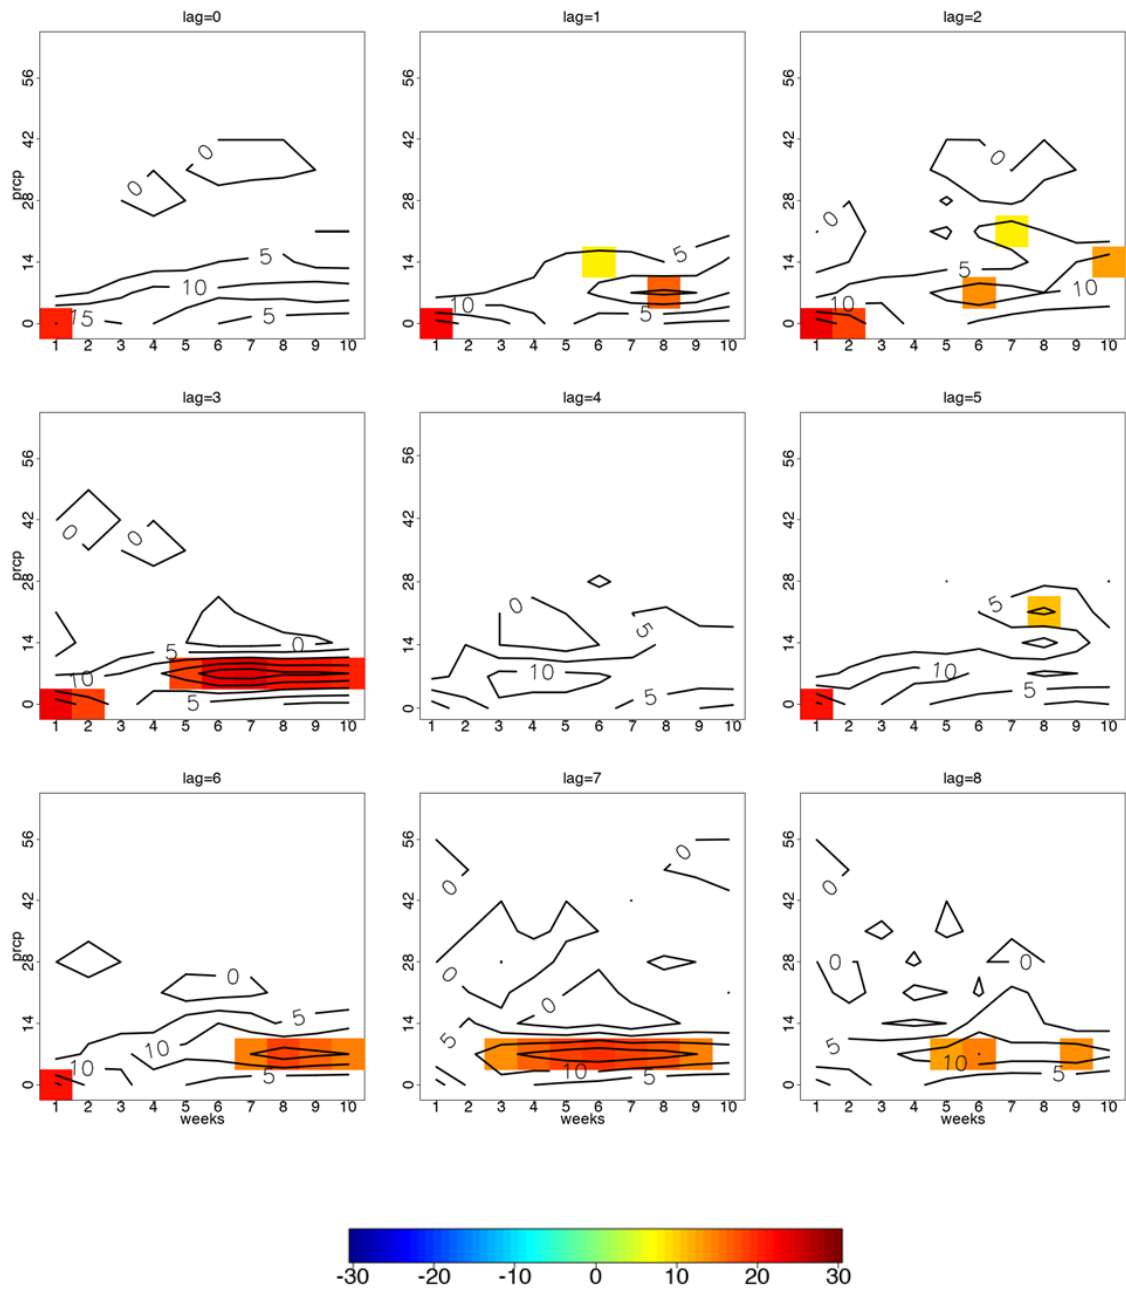 lag=0 lag=1 lag=2
56 56 56
42 42 42
0 0 0
prcp 28 28 28
0 0
14 5 14 5 14 5
10 10 10 10
0 15 5 0 5 0
1 2 3 4 5 6 7 8 9 10 1 2 3 4 5 6 7 8 9 10 1 2 3 4 5 6 7 8 9 10
lag=3 lag=4 lag=5
56 56 56
42 42 42
0 0
prcp 28 28 28
0 5
14 5 0 14 5 14
10 10 10
0 5 0 5 0 5
1 2 3 4 5 6 7 8 9 10 1 2 3 4 5 6 7 8 9 10 1 2 3 4 5 6 7 8 9 10
lag=6 lag=7 lag=8
56 56 56
0 0 0
42 42 42
prcp 28 0 28 0 28 0 0
14 5 14 0 14
10 10 5 10 5 10
0 5 0 5 0 5
1 2 3 4 5 6 7 8 9 10 1 2 3 4 5 6 7 8 9 10 1 2 3 4 5 6 7 8 9 10
weeks weeks weeks
-30 -20 -10 0 10 20 30